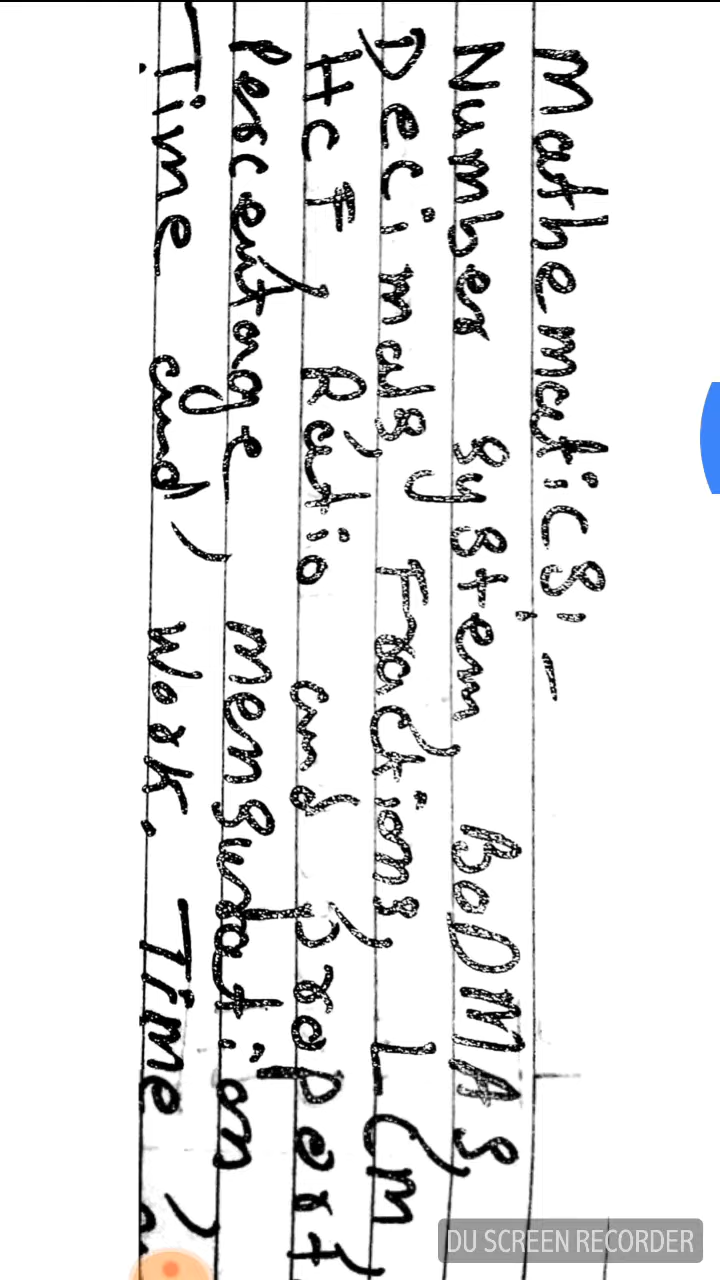 Mathematics:-
Number System, BODMAS,
Decimals, Fractions, LCM,
HCF, Ratio and Propert
Percentage, Mensuration,
Time and Work, Time
DU SCREEN RECORDER